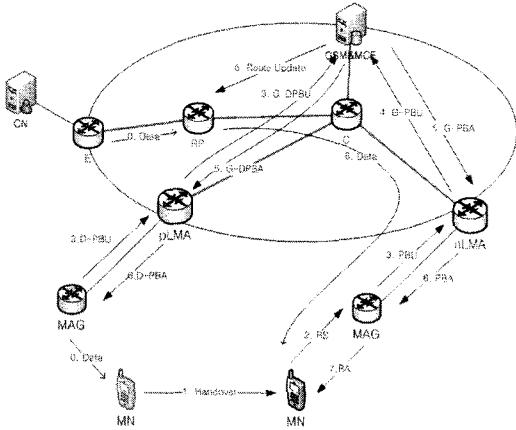 GSM&MCE
6. Route Update
3. G-DPBU
4. G-PBU
CN
0. Data
E
RP
C
5. G-PBA
5. G-DPBA
6. Data
pLMA
nLMA
3.D-PBU
3. PBU
6.D-PBA
6. PBA
MAG
MAG
2. RS
0. Data
7.RA
1. Handover
MN
MN